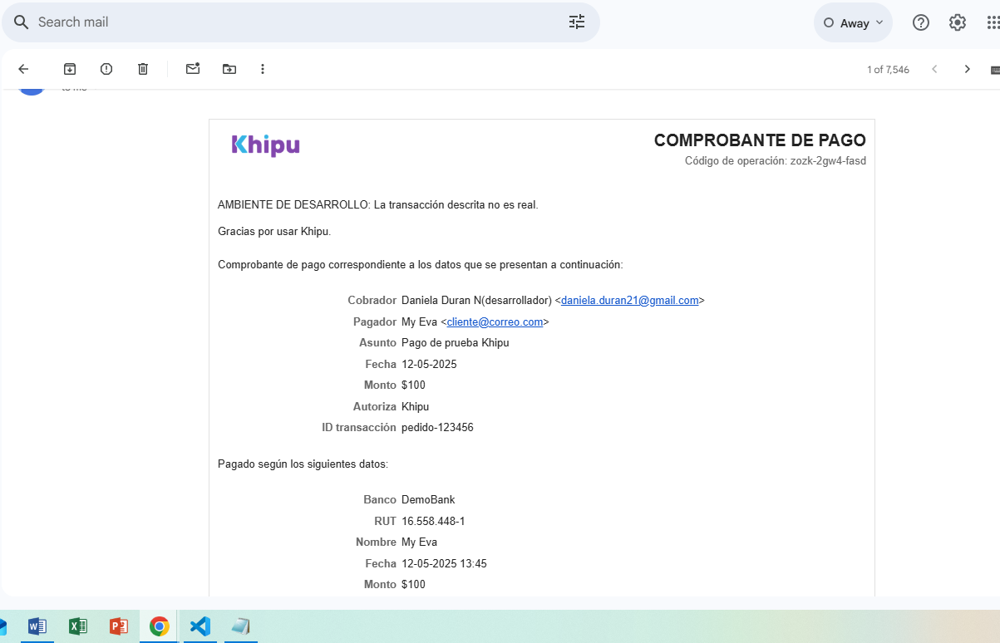 Search mail
Away
1 of 7,546
to me
Khipu
COMPROBANTE DE PAGO
Código de operación: zozk-2gw4-fasd
AMBIENTE DE DESARROLLO: La transacción descrita no es real.
Gracias por usar Khipu.
Comprobante de pago correspondiente a los datos que se presentan a continuación:
Cobrador Daniela Duran N(desarrollador) <daniela.duran21@gmail.com>
Pagador My Eva <cliente@correo.com>
Asunto Pago de prueba Khipu
Fecha 12-05-2025
Monto $100
Autoriza Khipu
ID transacción pedido-123456
Pagado según los siguientes datos:
Banco DemoBank
RUT 16.558.448-1
Nombre My Eva
Fecha 12-05-2025 13:45
Monto $100